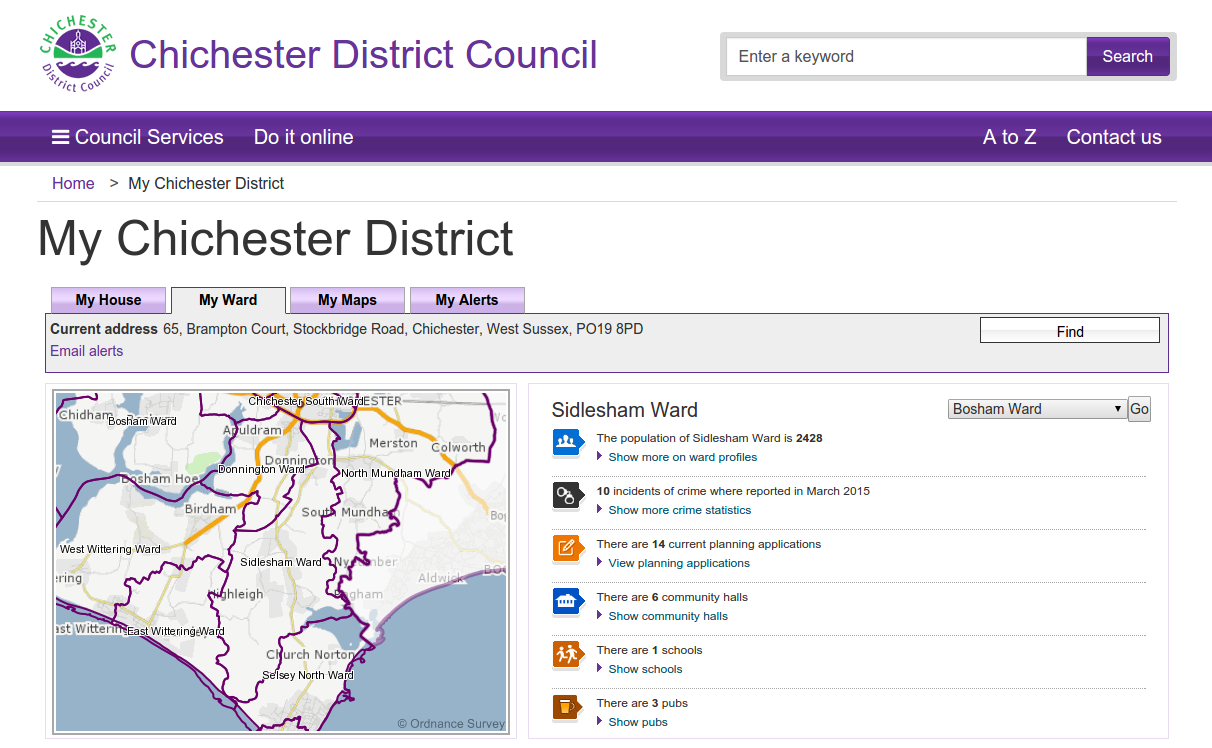 CHICHESTER
District Council
Chichester District Council
Enter a keyword
Search
Council Services
Do it online
A to Z
Contact us
Home > My Chichester District
My Chichester District
My House
My Ward
My Maps
My Alerts
Current address 65, Brampton Court, Stockbridge Road, Chichester, West Sussex, PO19 8PD
Find
Email alerts
Chichester South Ward
ESTER
Chidham
Bosham Ward
Apuldram
Merston
Colworth
Donnington
Donnington Ward
North Mundham Ward
Bosham Hoe
Birdham
South Mundham
West Wittering Ward
Sidlesham Ward
Aldwick
BO
ering
Highleigh
Pagham
East Wittering Ward
Church Norton
Selsey North Ward
© Ordnance Survey
Sidlesham Ward
Bosham Ward
Go
The population of Sidlesham Ward is 2428
Show more on ward profiles
10 incidents of crime where reported in March 2015
Show more crime statistics
There are 14 current planning applications
View planning applications
There are 6 community halls
Show community halls
There are 1 schools
Show schools
There are 3 pubs
Show pubs